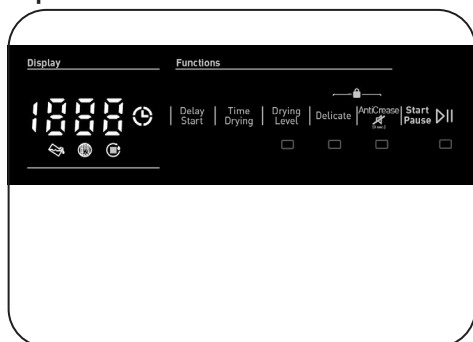 Display
Functions
1888
Delay
Start
Time
Drying
Drying
Level
Delicate
AntiCrease
Start
Pause